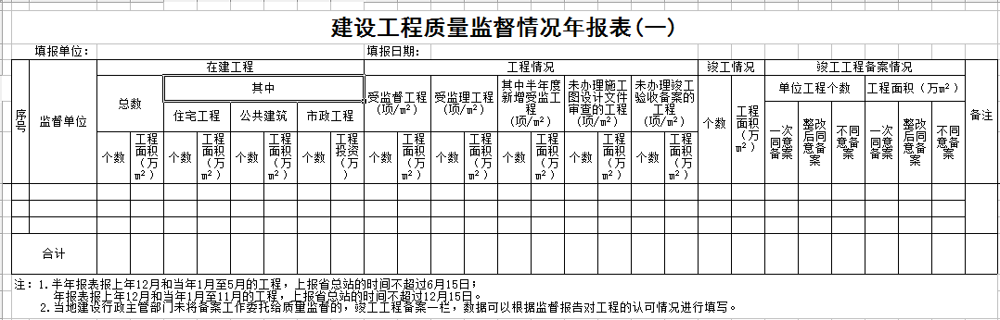 建设工程质量监督情况年报表(一)
填报单位: 填报日期:
序号 监督单位 在建工程 工程情况 竣工情况 竣工工程备案情况 备注
总数 其中 受监督工程(项/m²) 受监理工程(项/m²) 其中半年度新增受监工程(项/m²) 未办理施工图设计文件审查的工程(项/m²) 未办理竣工验收备案的工程(项/m²) 个数 工程面积(万m²) 单位工程个数 工程面积(万m²)
住宅工程 公共建筑 市政工程 一次同意备案 整改后同意备案 不同意备案 一次同意备案 整改后同意备案 不同意备案
个数 工程面积(万m²) 个数 工程面积(万m²) 个数 工程面积(万m²) 个数 工程投资(万) 个数 工程面积(万m²) 个数 工程面积(万m²) 个数 工程面积(万m²) 个数 工程面积(万m²) 个数 工程面积(万m²)
合计
注:1.半年报表报上年12月和当年1月至5月的工程,上报省总站的时间不超过6月15日;
年报表报上年12月和当年1月至11月的工程,上报省总站的时间不超过12月15日。
2.当地建设行政主管部门未将备案工作委托给质量监督的,竣工工程备案一栏,数据可以根据监督报告对工程的认可情况进行填写。